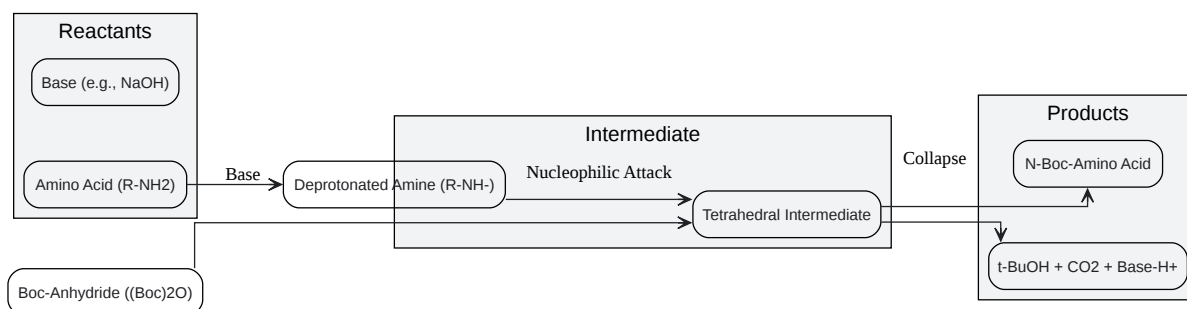 Reactants
Base (e.g., NaOH)
Amino Acid (R-NH2)
Boc-Anhydride ((Boc)2O)
Base
Intermediate
Deprotonated Amine (R-NH-)
Nucleophilic Attack
Tetrahedral Intermediate
Collapse
Products
N-Boc-Amino Acid
t-BuOH + CO2 + Base-H+